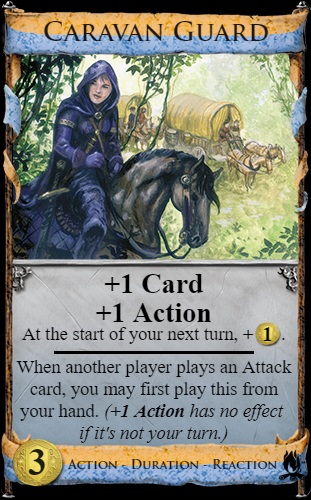 CARAVAN GUARD
+1 Card
+1 Action
At the start of your next turn, + 1 .
When another player plays an Attack
card, you may first play this from
your hand. (+1 Action has no effect
if it's not your turn.)
3 ACTION - DURATION - REACTION